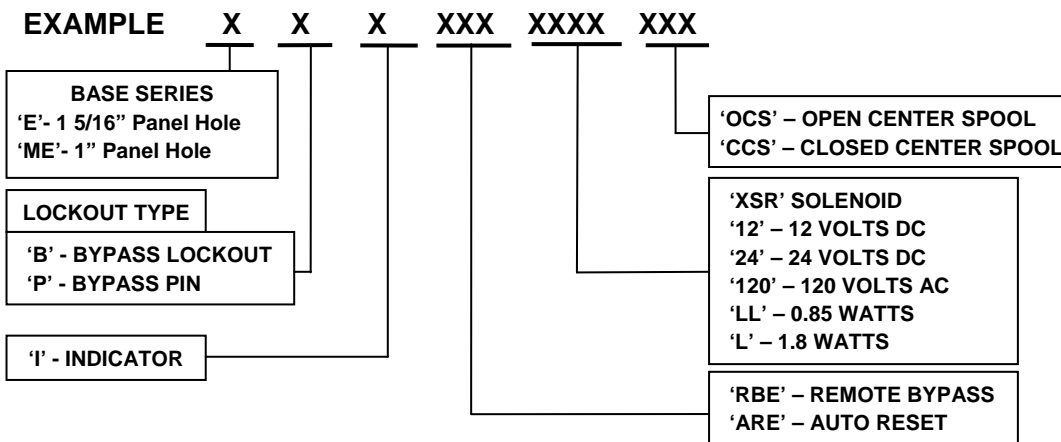 EXAMPLE X X X XXX XXXX XXX
BASE SERIES
‘E’- 1 5/16” Panel Hole
‘ME’- 1” Panel Hole
LOCKOUT TYPE
‘B’ - BYPASS LOCKOUT
‘P’ - BYPASS PIN
‘I’ - INDICATOR
‘OCS’ – OPEN CENTER SPOOL
‘CCS’ – CLOSED CENTER SPOOL
‘XSR’ SOLENOID
‘12’ – 12 VOLTS DC
‘24’ – 24 VOLTS DC
‘120’ – 120 VOLTS AC
‘LL’ – 0.85 WATTS
‘L’ – 1.8 WATTS
‘RBE’ – REMOTE BYPASS
‘ARE’ – AUTO RESET